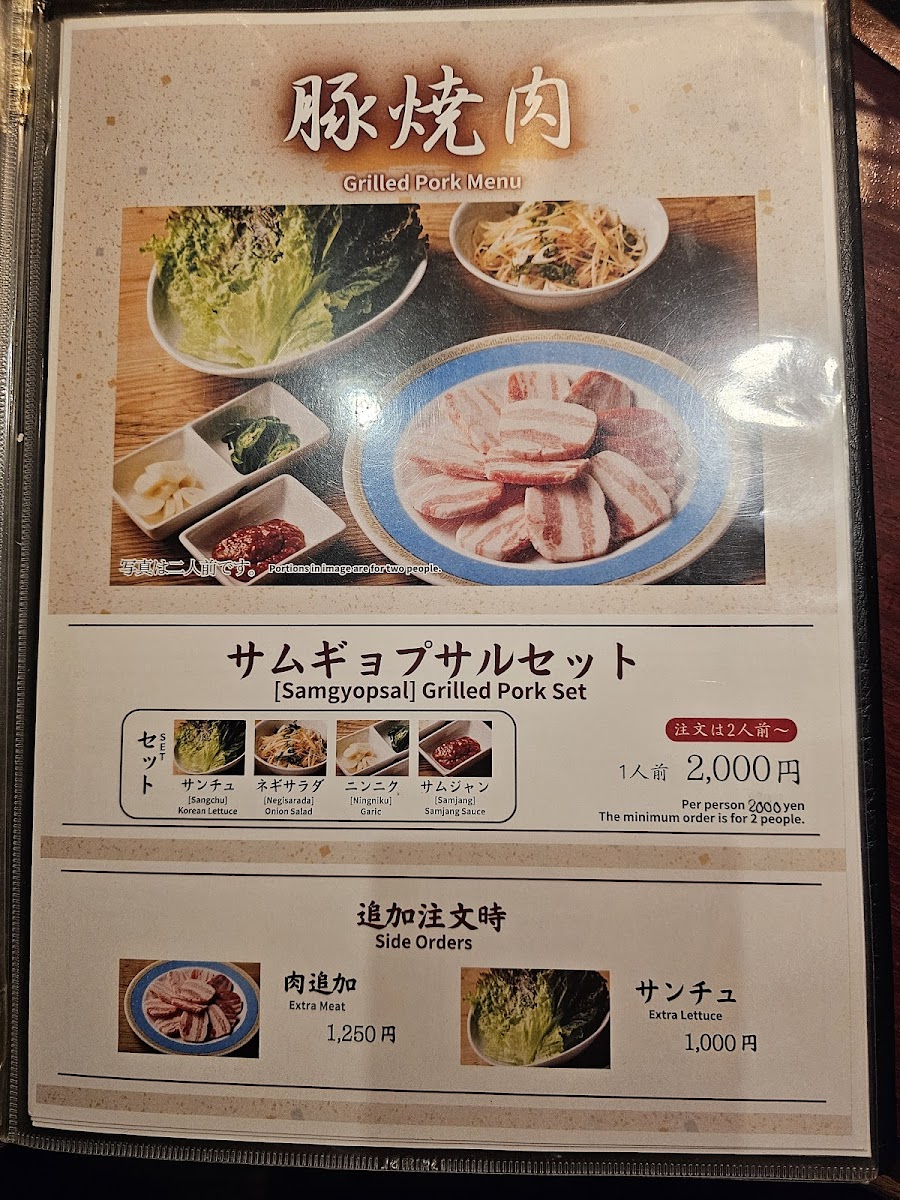 豚焼肉
Grilled Pork Menu
写真は二人前です。 Portions in image are for two people.
サムギョプサルセット
[Samgyopsal] Grilled Pork Set
セット
SET
サンチュ
[Sangchu]
Korean Lettuce
ネギサラダ
[Negisarada]
Onion Salad
ニンニク
[Ningniku]
Garic
サムジャン
[Samjang]
Samjang Sauce
注文は2人前～
1人前 2,000円
Per person 2000 yen
The minimum order is for 2 people.
追加注文時
Side Orders
肉追加
Extra Meat
1,250円
サンチュ
Extra Lettuce
1,000円